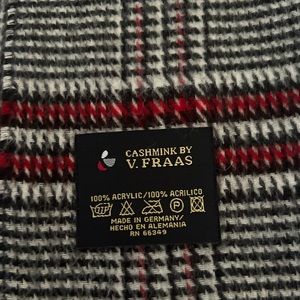 CASHMINK BY
V. FRAAS
100% ACRYLIC/100% ACRILICO
MADE IN GERMANY/
HECHO EN ALEMANIA
RN 66349